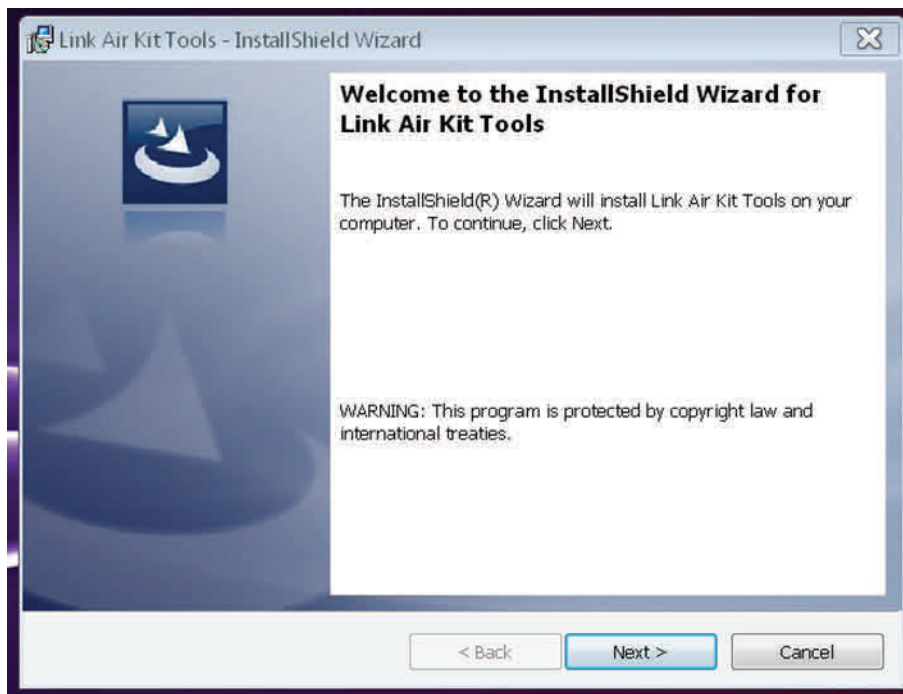 Link Air Kit Tools - InstallShield Wizard
Welcome to the InstallShield Wizard for
Link Air Kit Tools
The InstallShield(R) Wizard will install Link Air Kit Tools on your
computer. To continue, click Next.
WARNING: This program is protected by copyright law and
international treaties.
< Back
Next >
Cancel